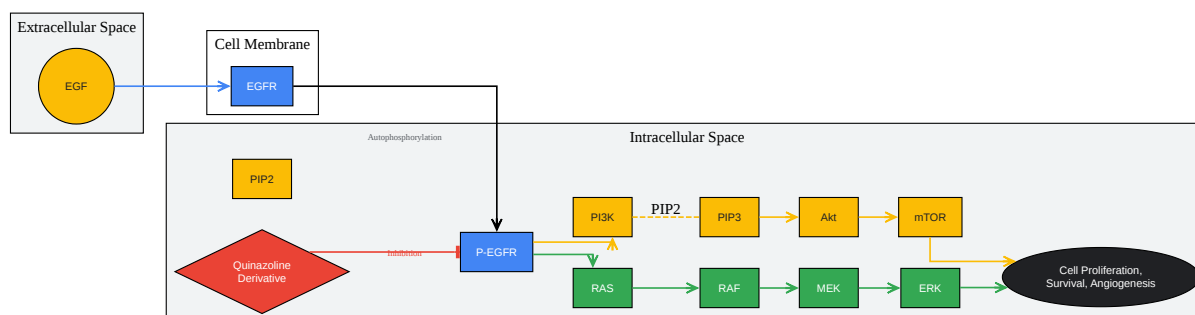 Extracellular Space
EGF
Cell Membrane
EGFR
Autophosphorylation
Intracellular Space
PIP2
PI3K
PIP2
PIP3
Akt
mTOR
Quinazoline
Derivative
Inhibition
P-EGFR
RAS
RAF
MEK
ERK
Cell Proliferation,
Survival, Angiogenesis